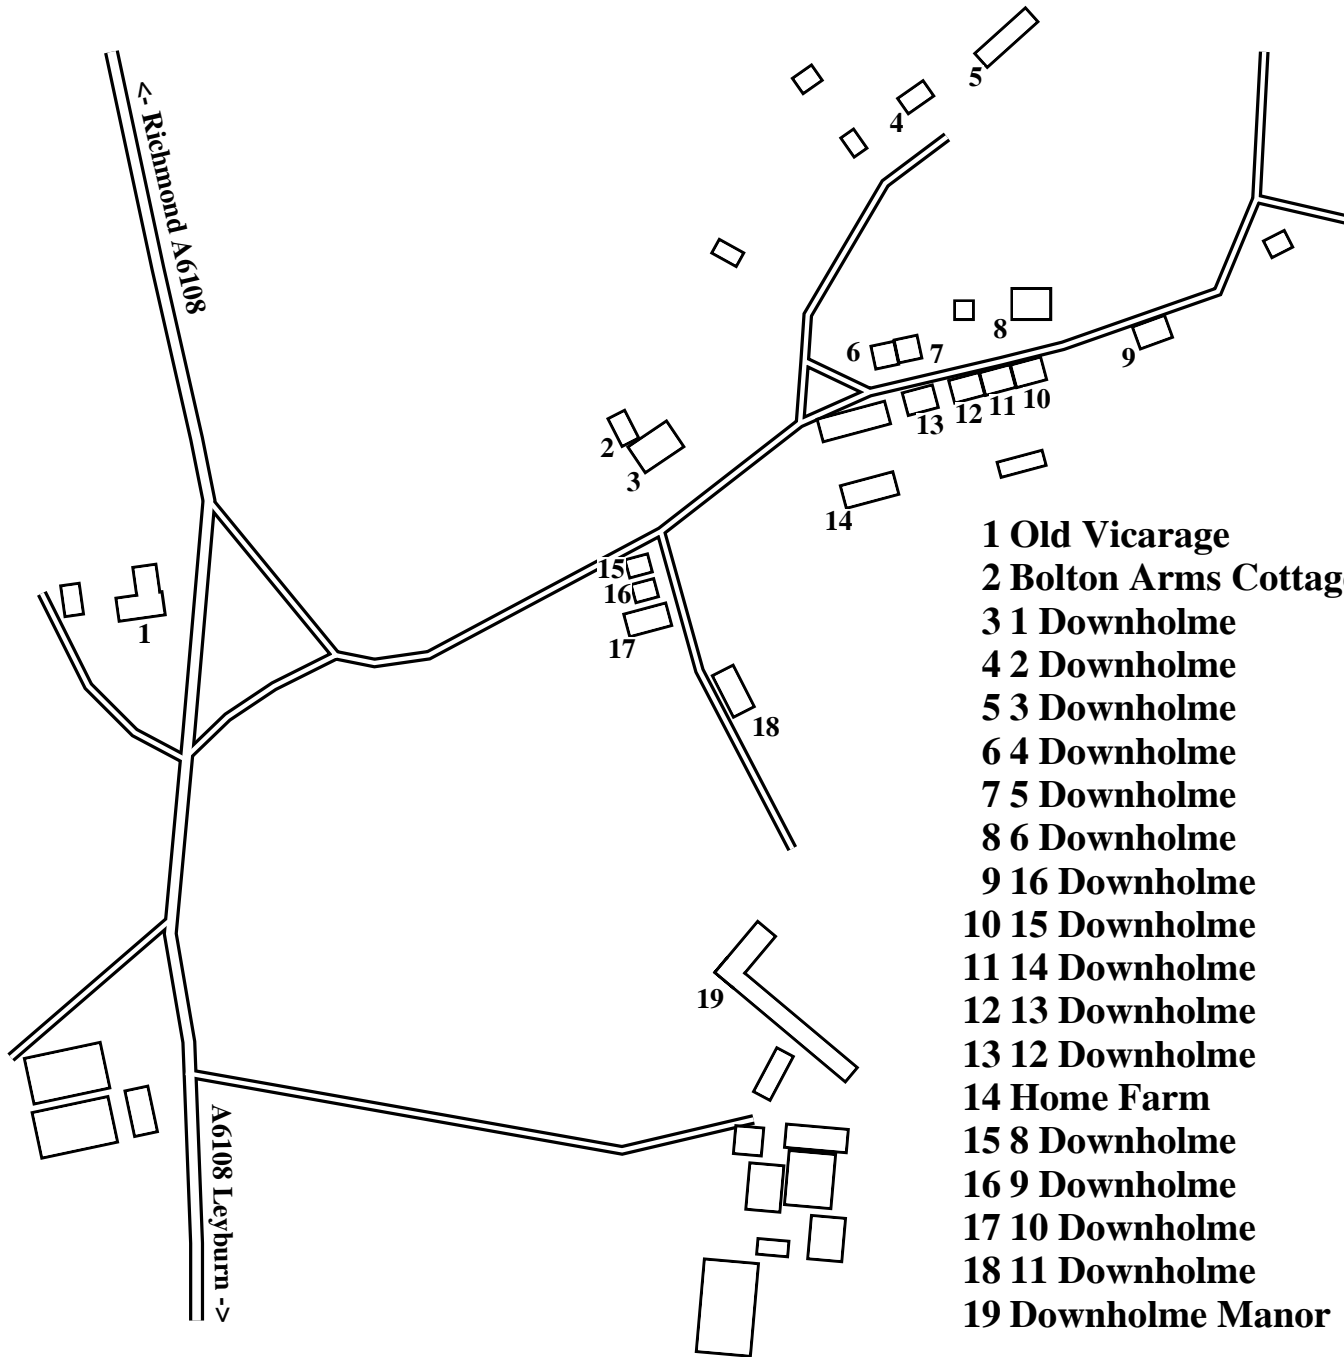 <- Richmond A6108
5
4
6
7
8
9
10
11
12
13
2
3
14
15
16
17
18
1
19
A6108 Leyburn ->
1 Old Vicarage
2 Bolton Arms Cottag
3 1 Downholme
4 2 Downholme
5 3 Downholme
6 4 Downholme
7 5 Downholme
8 6 Downholme
9 16 Downholme
10 15 Downholme
11 14 Downholme
12 13 Downholme
13 12 Downholme
14 Home Farm
15 8 Downholme
16 9 Downholme
17 10 Downholme
18 11 Downholme
19 Downholme Manor